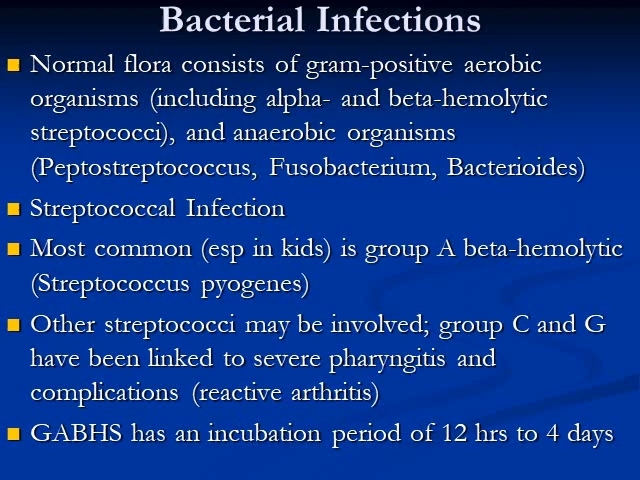 Bacterial Infections
Normal flora consists of gram-positive aerobic
organisms (including alpha- and beta-hemolytic
streptococci), and anaerobic organisms
(Peptostreptococcus, Fusobacterium, Bacterioides)
Streptococcal Infection
Most common (esp in kids) is group A beta-hemolytic
(Streptococcus pyogenes)
Other streptococci may be involved; group C and G
have been linked to severe pharyngitis and
complications (reactive arthritis)
GABHS has an incubation period of 12 hrs to 4 days